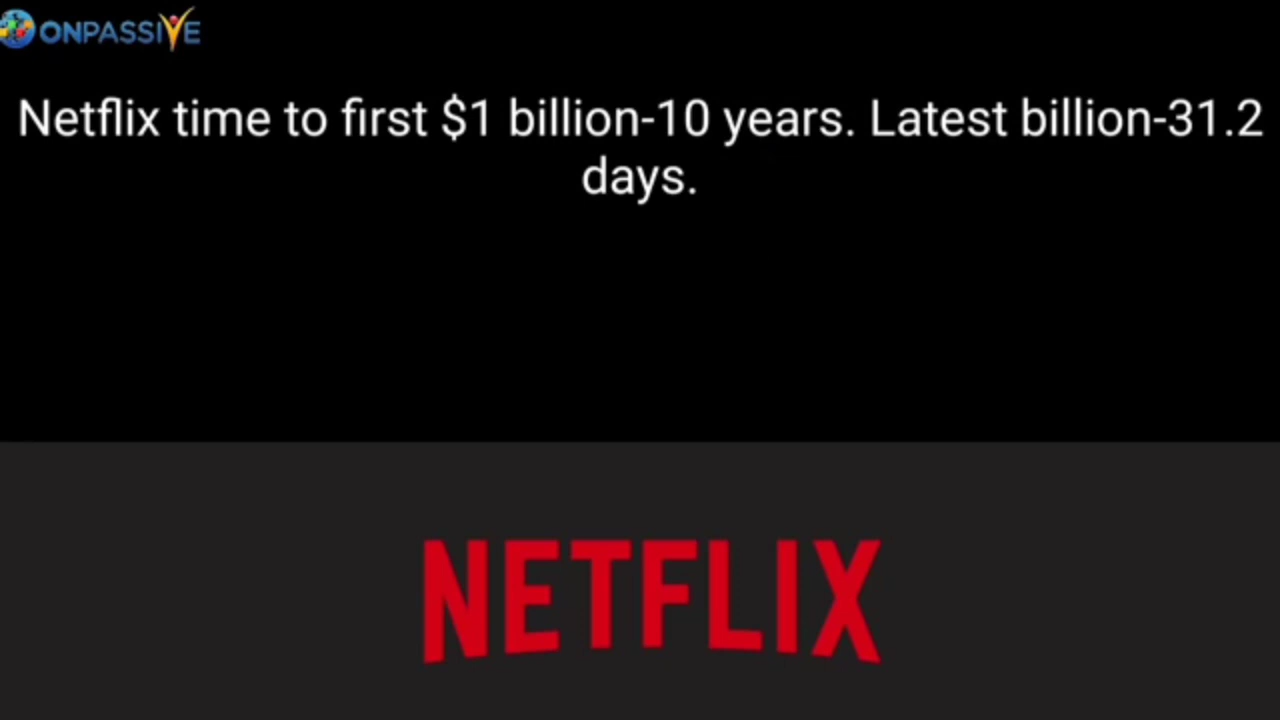 ONPASSIVE
Netflix time to first $1 billion-10 years. Latest billion-31.2
days.
NETFLIX